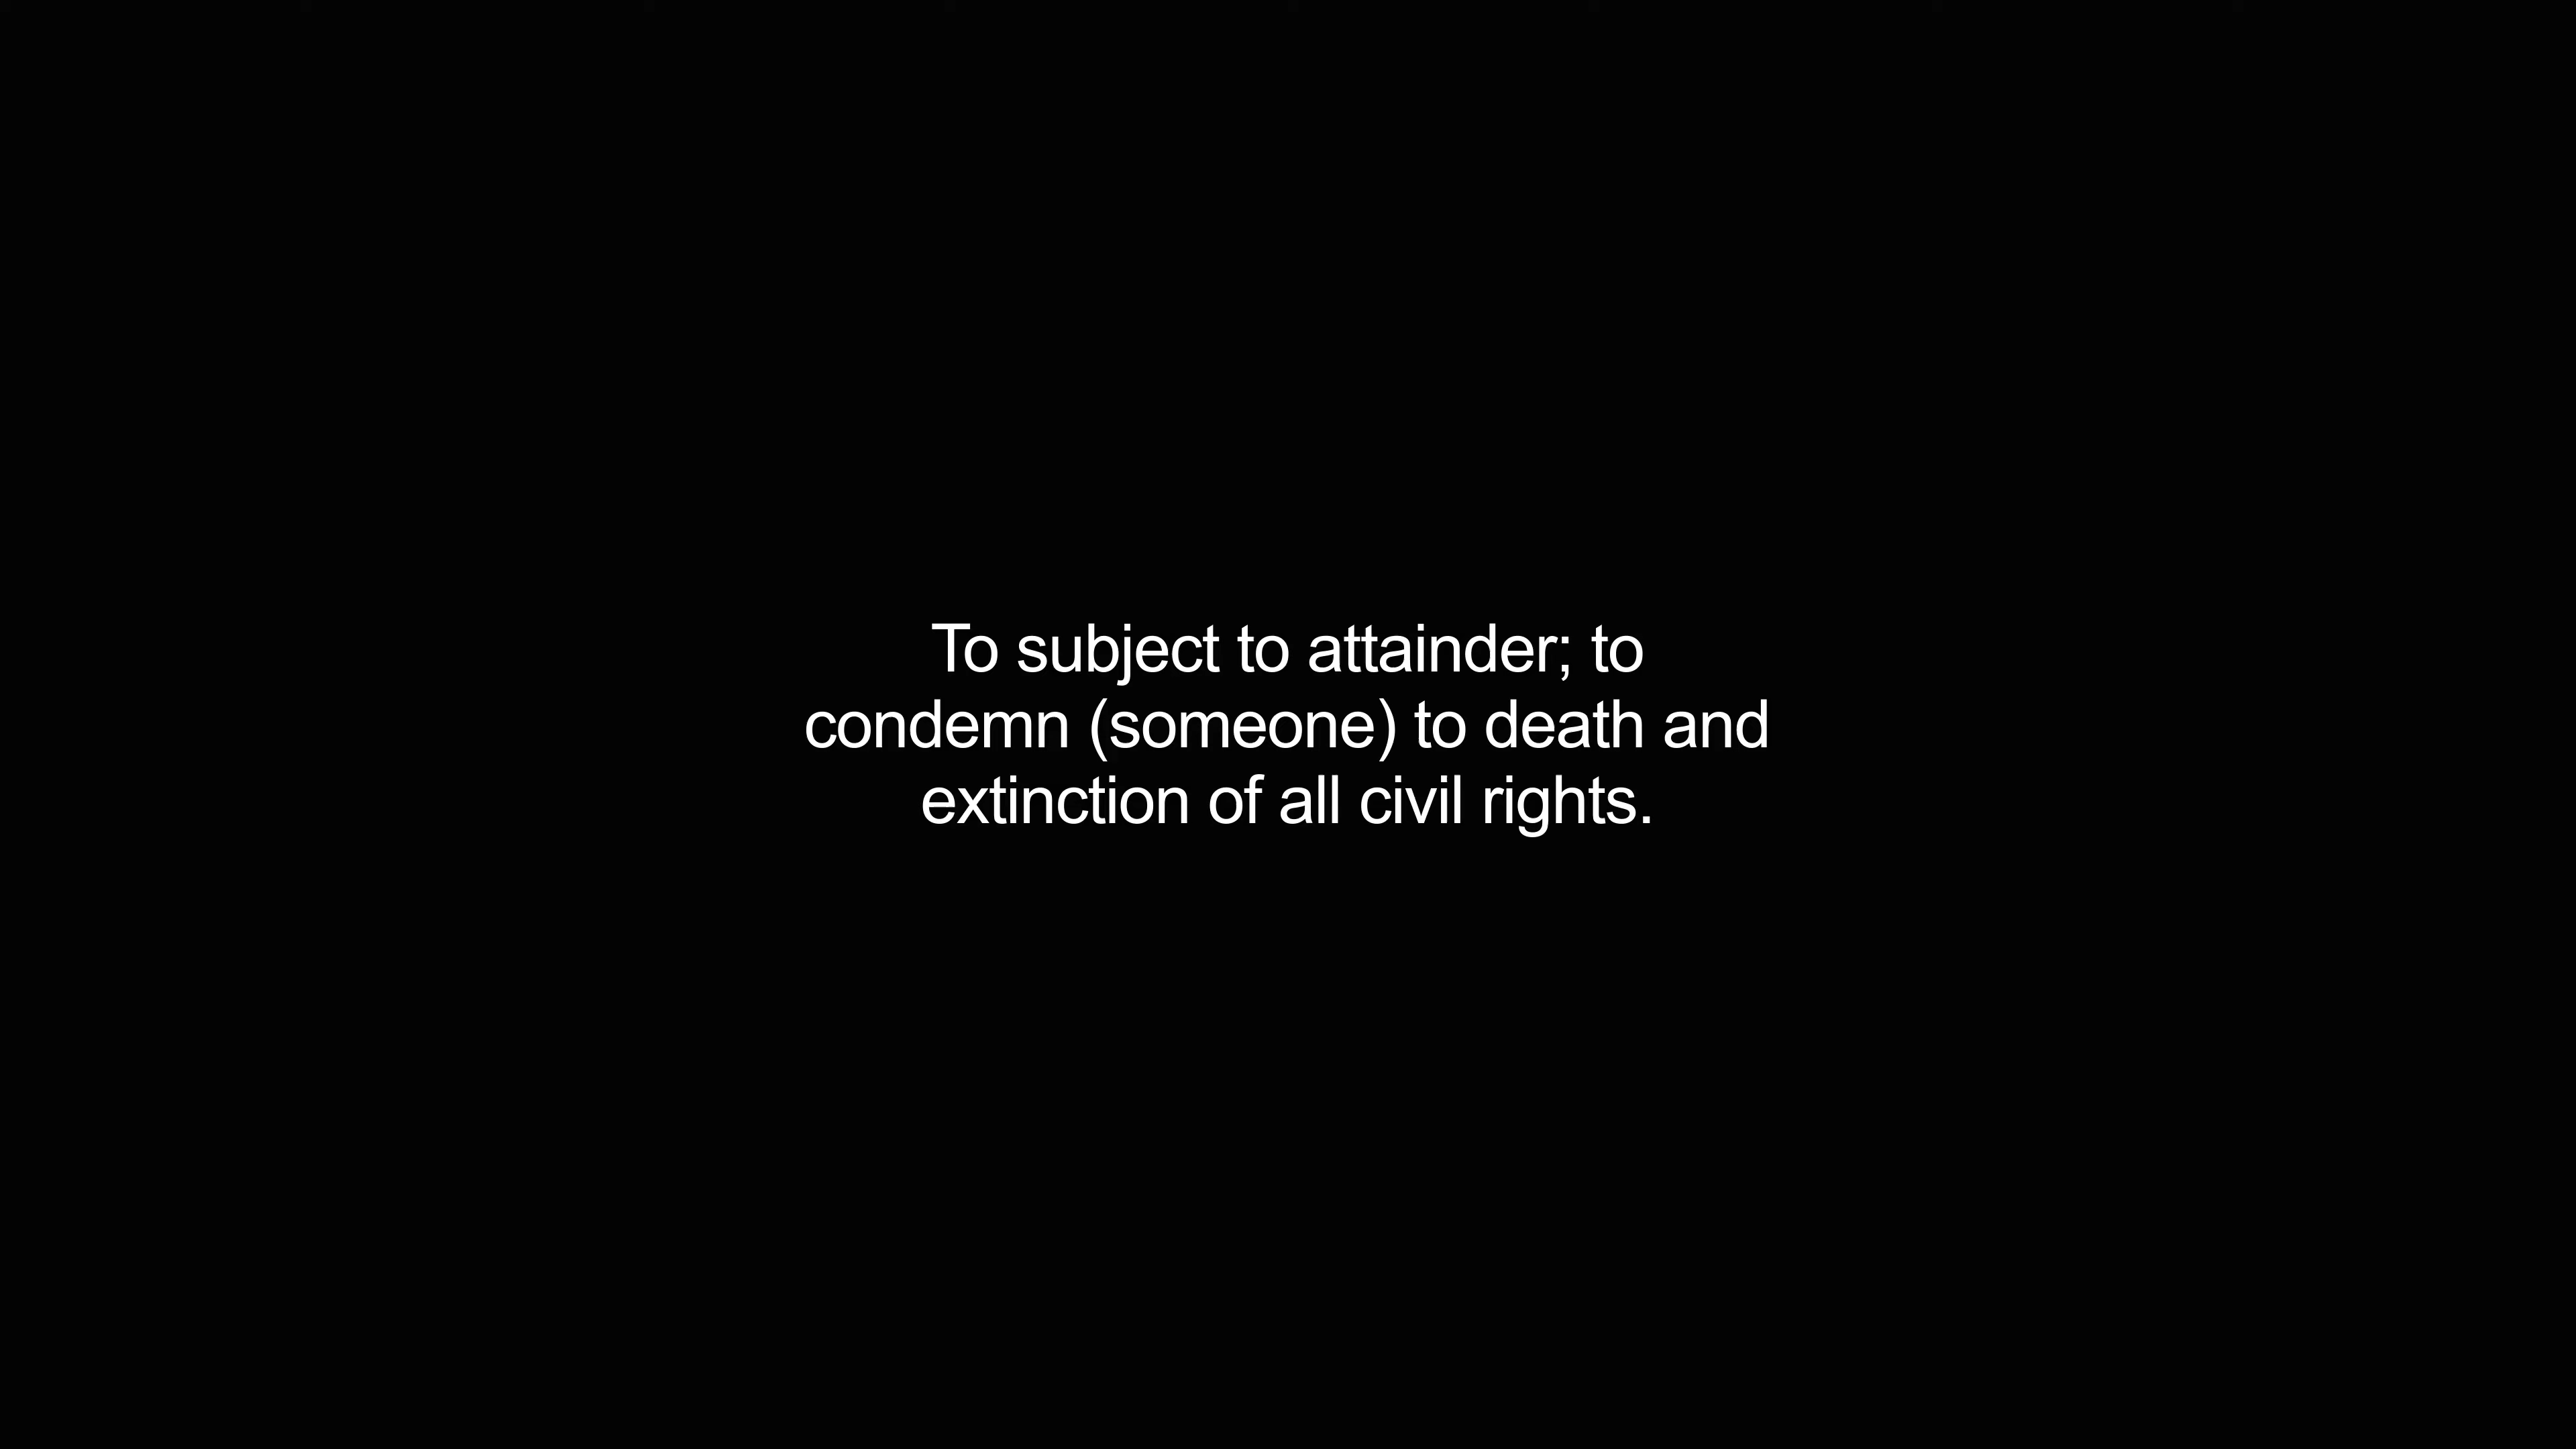 To subject to attainder; to
condemn (someone) to death and
extinction of all civil rights.